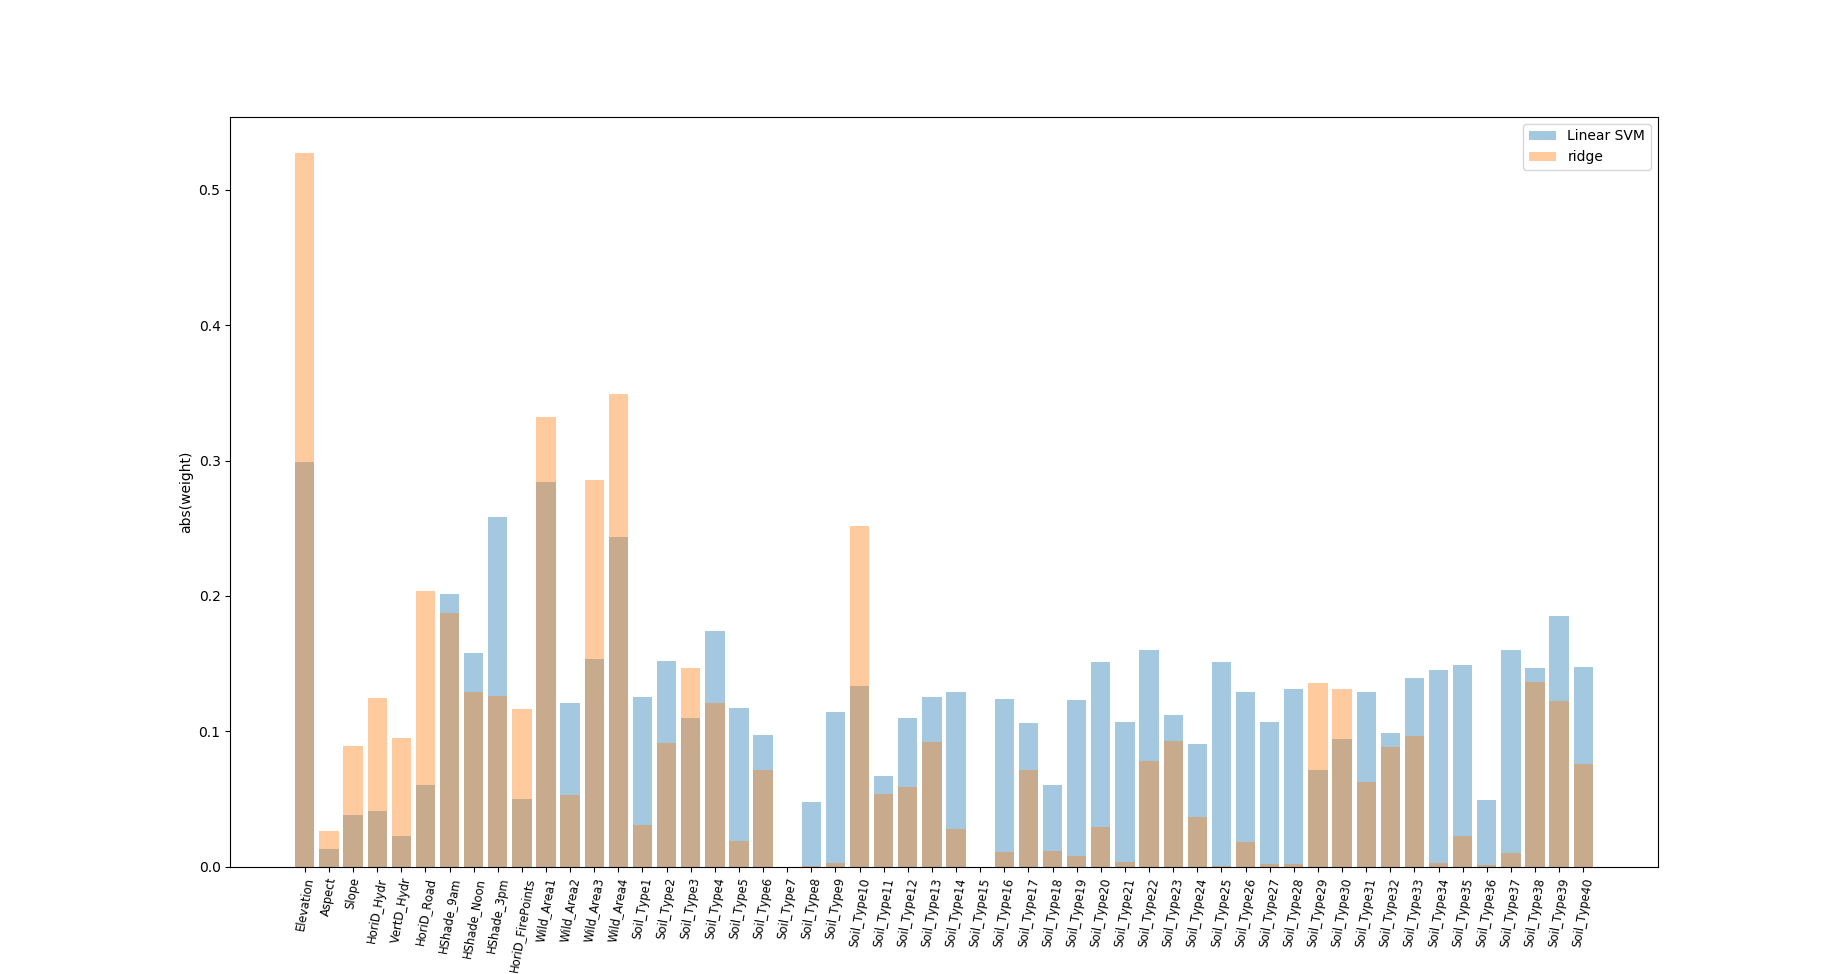 Linear SVM
ridge
0.5
0.4
0.3
0.2
0.1
0.0
abs(weight)
Elevation
Aspect
Slope
HoriD_Hydr
VertD_Hydr
HoriD_Road
HShade_9am
HShade_Noon
HShade_3pm
HoriD_FirePoints
Wild_Area1
Wild_Area2
Wild_Area3
Wild_Area4
Soil_Type1
Soil_Type2
Soil_Type3
Soil_Type4
Soil_Type5
Soil_Type6
Soil_Type7
Soil_Type8
Soil_Type9
Soil_Type10
Soil_Type11
Soil_Type12
Soil_Type13
Soil_Type14
Soil_Type15
Soil_Type16
Soil_Type17
Soil_Type18
Soil_Type19
Soil_Type20
Soil_Type21
Soil_Type22
Soil_Type23
Soil_Type24
Soil_Type25
Soil_Type26
Soil_Type27
Soil_Type28
Soil_Type29
Soil_Type30
Soil_Type31
Soil_Type32
Soil_Type33
Soil_Type34
Soil_Type35
Soil_Type36
Soil_Type37
Soil_Type38
Soil_Type39
Soil_Type40